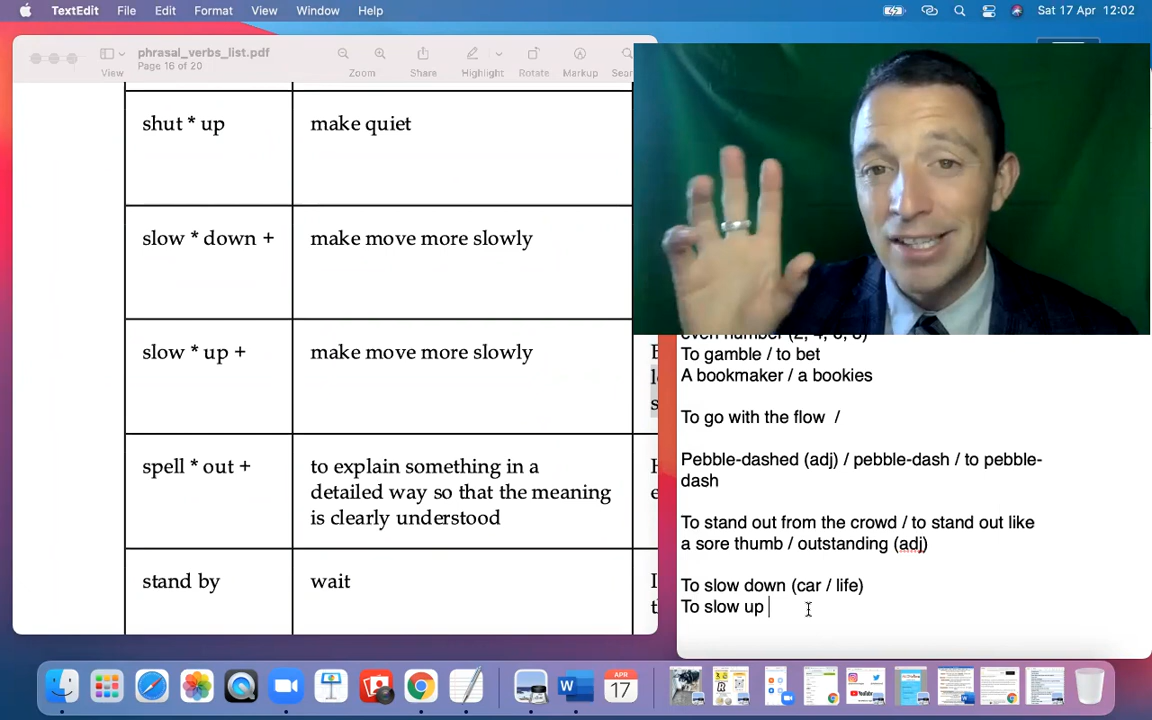 TextEdit File Edit Format View Window Help Sat 17 Apr 12:02
phrasal_verbs_list.pdf
Page 16 of 20
View Zoom Share Highlight Rotate Markup
shut * up make quiet
slow * down + make move more slowly
slow * up + make move more slowly
spell * out + to explain something in a
detailed way so that the meaning
is clearly understood
stand by wait
To gamble / to bet
A bookmaker / a bookies
To go with the flow /
Pebble-dashed (adj) / pebble-dash / to pebble-
dash
To stand out from the crowd / to stand out like
a sore thumb / outstanding (adj)
To slow down (car / life)
To slow up
APR
17